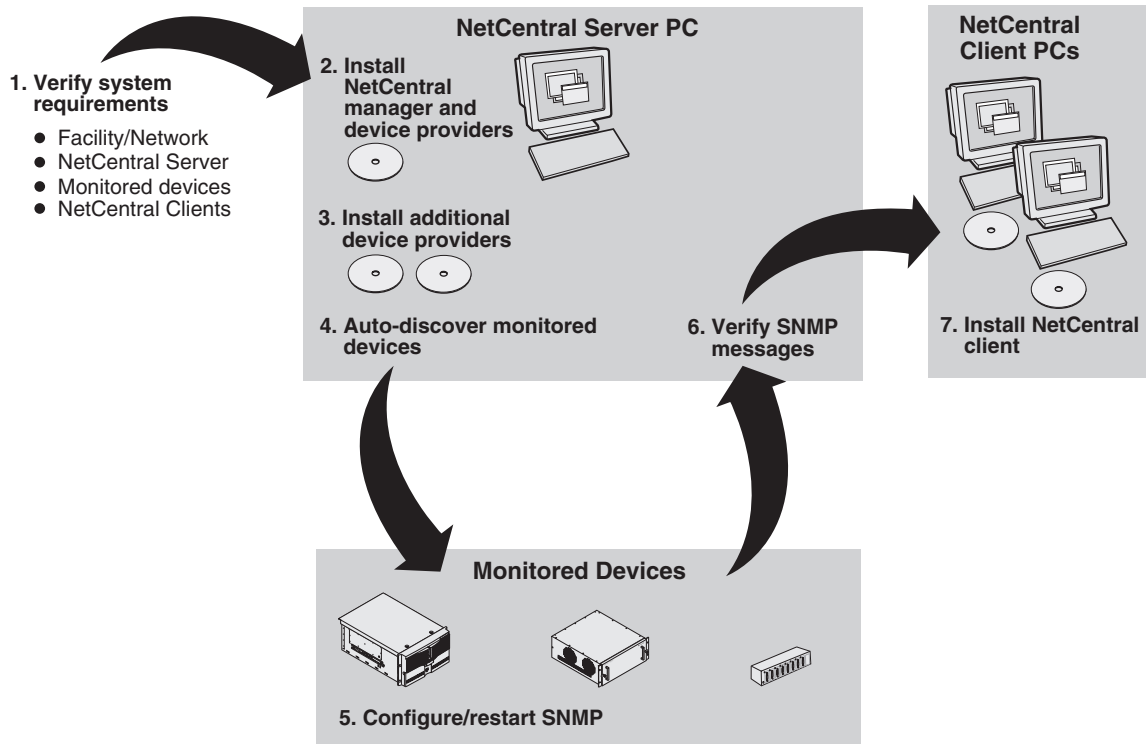 1. Verify system
requirements
● Facility/Network
● NetCentral Server
● Monitored devices
● NetCentral Clients
NetCentral Server PC
2. Install
NetCentral
manager and
device providers
3. Install additional
device providers
4. Auto-discover monitored
devices
Monitored Devices
5. Configure/restart SNMP
6. Verify SNMP
messages
NetCentral
Client PCs
7. Install NetCentral
client